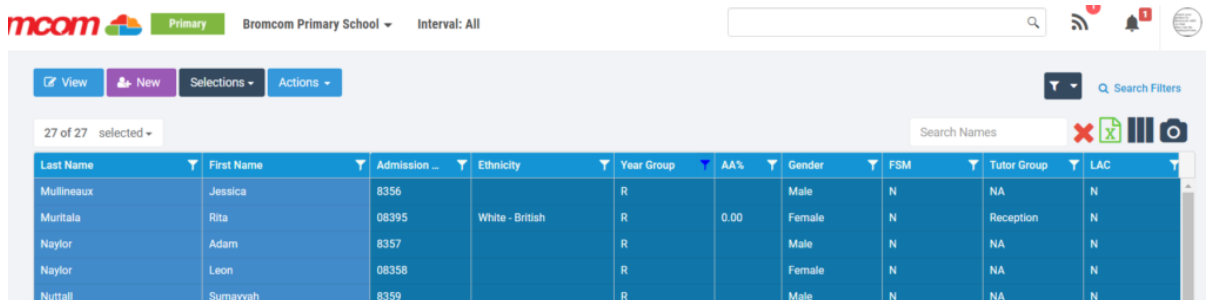 mcom Primary Bromcom Primary School Interval: All
1
View New Selections Actions Search Filters
27 of 27 selected Search Names
Last Name First Name Admission ... Ethnicity Year Group AA% Gender FSM Tutor Group LAC
Mullineaux Jessica 8356 R Male N NA N
Muritala Rita 08395 White - British R 0.00 Female N Reception N
Naylor Adam 8357 R Male N NA N
Naylor Leon 08358 R Female N NA N
Nuttall Sumayyah 8359 R Male N NA N